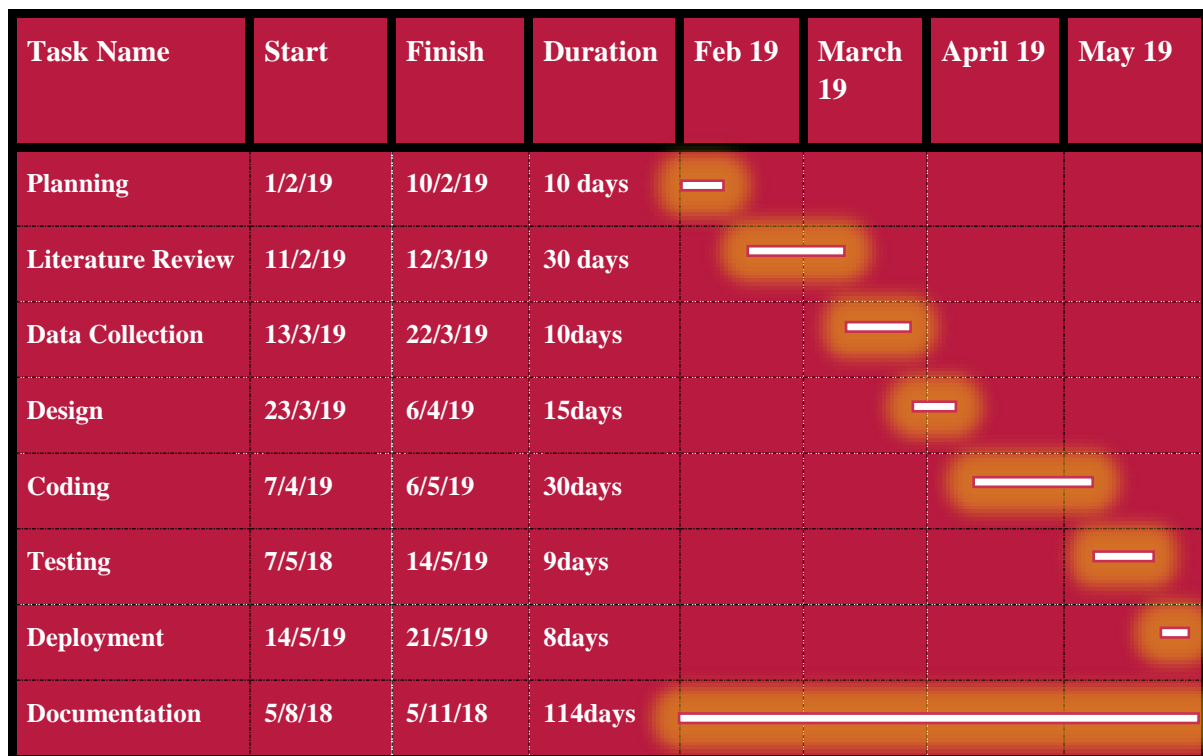 Task Name Start Finish Duration Feb 19 March 19 April 19 May 19
Planning 1/2/19 10/2/19 10 days
Literature Review 11/2/19 12/3/19 30 days
Data Collection 13/3/19 22/3/19 10days
Design 23/3/19 6/4/19 15days
Coding 7/4/19 6/5/19 30days
Testing 7/5/18 14/5/19 9days
Deployment 14/5/19 21/5/19 8days
Documentation 5/8/18 5/11/18 114days